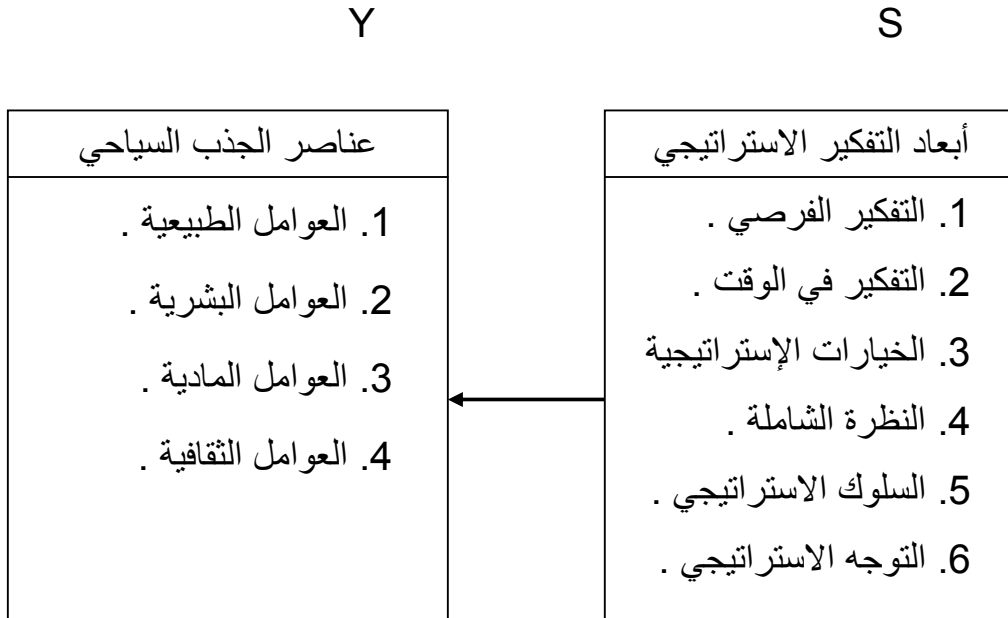 S
Y
أبعاد التفكير الاستراتيجي
1. التفكير الفرصي .
2. التفكير في الوقت .
3. الخيارات الإستراتيجية
4. النظرة الشاملة .
5. السلوك الاستراتيجي .
6. التوجه الاستراتيجي .
عناصر الجذب السياحي
1. العوامل الطبيعية .
2. العوامل البشرية .
3. العوامل المادية .
4. العوامل الثقافية .